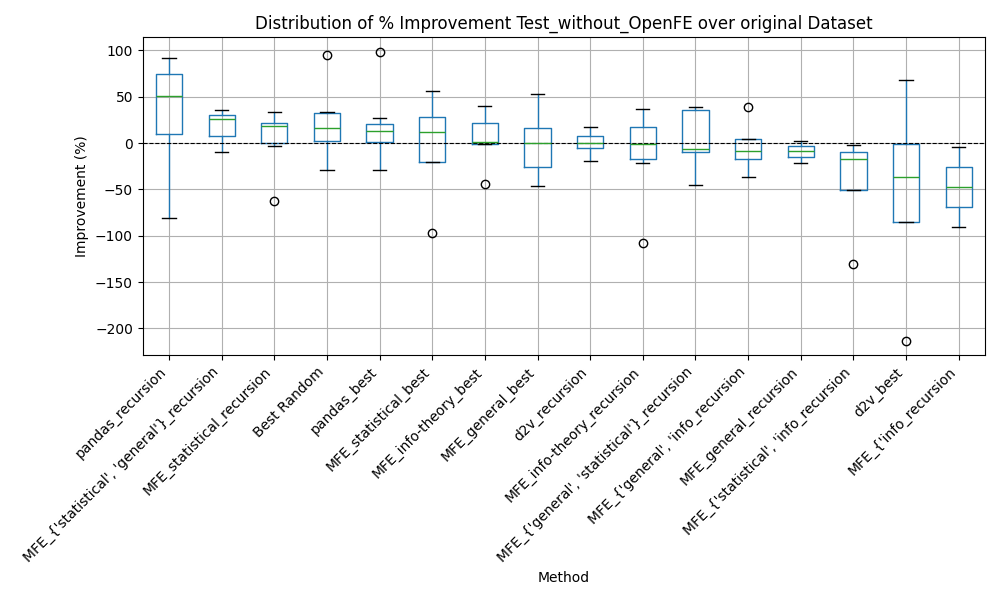 Distribution of % Improvement Test_without_OpenFE over original Dataset
Improvement (%)
100
50
0
−50
−100
−150
−200
pandas_recursion
MFE_{'statistical', 'general'}_recursion
MFE_statistical_recursion
Best Random
pandas_best
MFE_statistical_best
MFE_info-theory_best
MFE_general_best
d2v_recursion
MFE_info-theory_recursion
MFE_{'general', 'statistical'}_recursion
MFE_{'general', 'info_recursion
MFE_general_recursion
MFE_{'statistical', 'info_recursion
d2v_best
MFE_{'info_recursion
Method